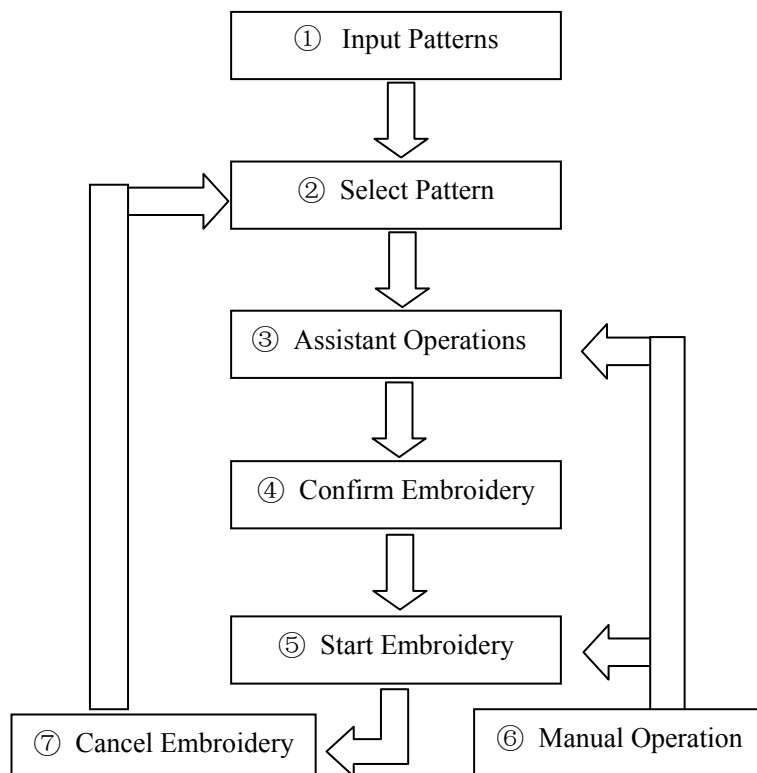 ① Input Patterns
② Select Pattern
③ Assistant Operations
④ Confirm Embroidery
⑤ Start Embroidery
⑦ Cancel Embroidery
⑥ Manual Operation